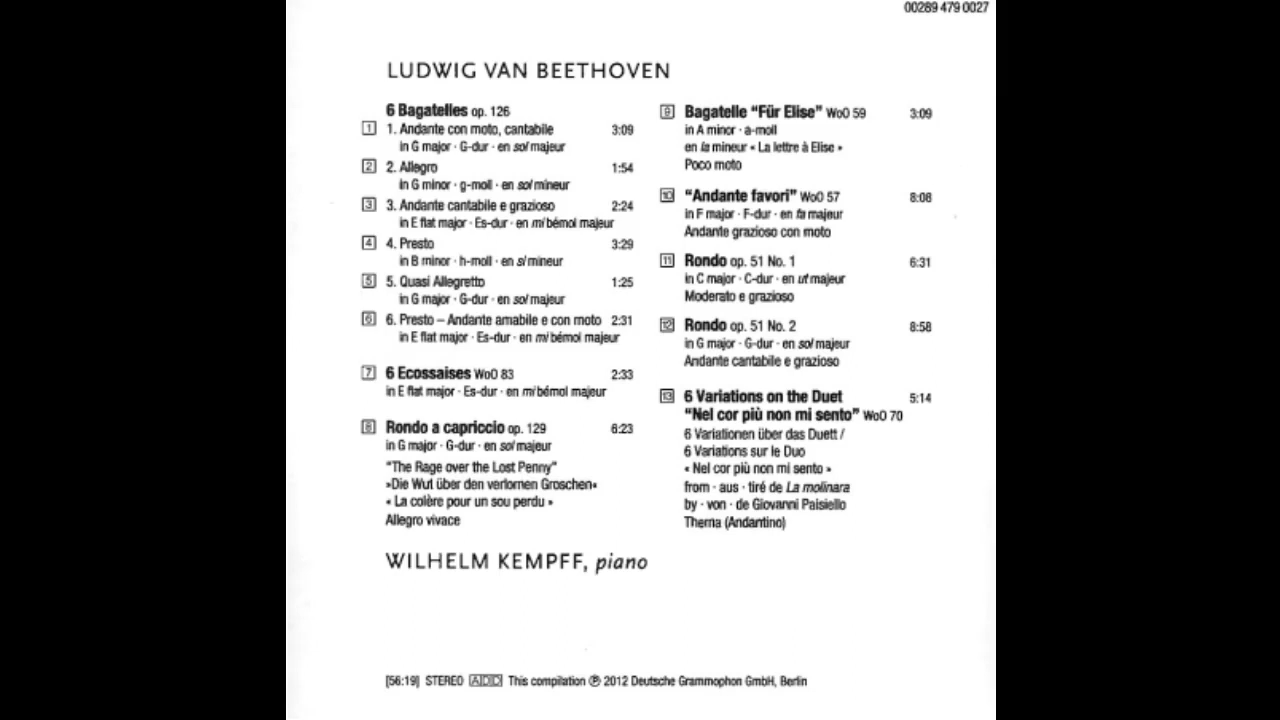 00289 479 0027
LUDWIG VAN BEETHOVEN
6 Bagatelles op. 126
1 1. Andante con moto, cantabile 3:09
in G major · G-dur · en sol majeur
2 2. Allegro 1:54
in G minor · g-moll · en sol mineur
3 3. Andante cantabile e grazioso 2:24
in E flat major · Es-dur · en mi bémol majeur
4 4. Presto 3:29
in B minor · h-moll · en si mineur
5 5. Quasi Allegretto 1:25
in G major · G-dur · en sol majeur
6 6. Presto – Andante amabile e con moto 2:31
in E flat major · Es-dur · en mi bémol majeur
7 6 Ecossaises WoO 83 2:33
in E flat major · Es-dur · en mi bémol majeur
8 Rondo a capriccio op. 129 6:23
in G major · G-dur · en sol majeur
"The Rage over the Lost Penny"
»Die Wut über den verlornen Groschen«
« La colère pour un sou perdu »
Allegro vivace
9 Bagatelle "Für Elise" WoO 59 3:09
in A minor · a-moll
en la mineur « La lettre à Elise »
Poco moto
10 "Andante favori" WoO 57 8:08
in F major · F-dur · en fa majeur
Andante grazioso con moto
11 Rondo op. 51 No. 1 6:31
in C major · C-dur · en ut majeur
Moderato e grazioso
12 Rondo op. 51 No. 2 8:58
in G major · G-dur · en sol majeur
Andante cantabile e grazioso
13 6 Variations on the Duet 5:14
"Nel cor più non mi sento" WoO 70
6 Variationen über das Duett /
6 Variations sur le Duo
« Nel cor più non mi sento »
from · aus · tiré de La molinara
by · von · de Giovanni Paisiello
Thema (Andantino)
WILHELM KEMPFF, piano
[56:19] STEREO ADD This compilation ℗ 2012 Deutsche Grammophon GmbH, Berlin